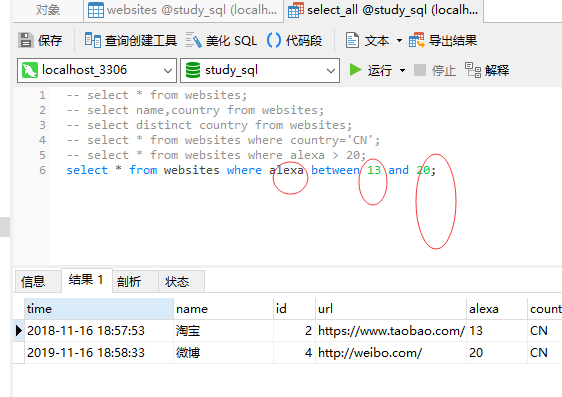 对象 websites @study_sql (localh... select_all @study_sql (localh...
保存 查询创建工具 美化 SQL () 代码段 文本 导出结果
localhost_3306 study_sql 运行 停止 解释
1 -- select * from websites;
2 -- select name,country from websites;
3 -- select distinct country from websites;
4 -- select * from websites where country='CN';
5 -- select * from websites where alexa > 20;
6 select * from websites where alexa between 13 and 20;
信息 结果 1 剖析 状态
time name id url alexa count
2018-11-16 18:57:53 淘宝 2 https://www.taobao.com/ 13 CN
2019-11-16 18:58:33 微博 4 http://weibo.com/ 20 CN